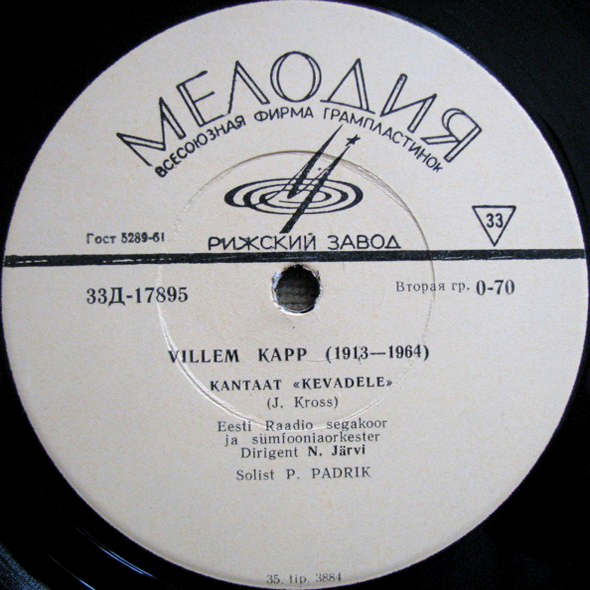 МЕЛОДИЯ
ВСЕСОЮЗНАЯ ФИРМА ГРАМПЛАСТИНОК
РИЖСКИЙ ЗАВОД
Гост 5289-61
33
33Д-17895
Вторая гр. 0-70
VILLEM KAPP (1913—1964)
KANTAAT «KEVADELE»
(J. Kross)
Eesti Raadio segakoor
ja sümfooniaorkester
Dirigent N. Järvi
Solist P. PADRIK
35. tip. 3884